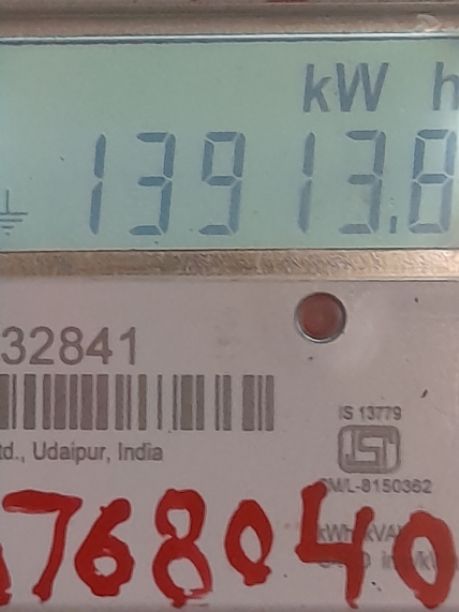 kW h
13913.8
32841
IS 13779
ISI
CM/L-8150362
td., Udaipur, India
768040